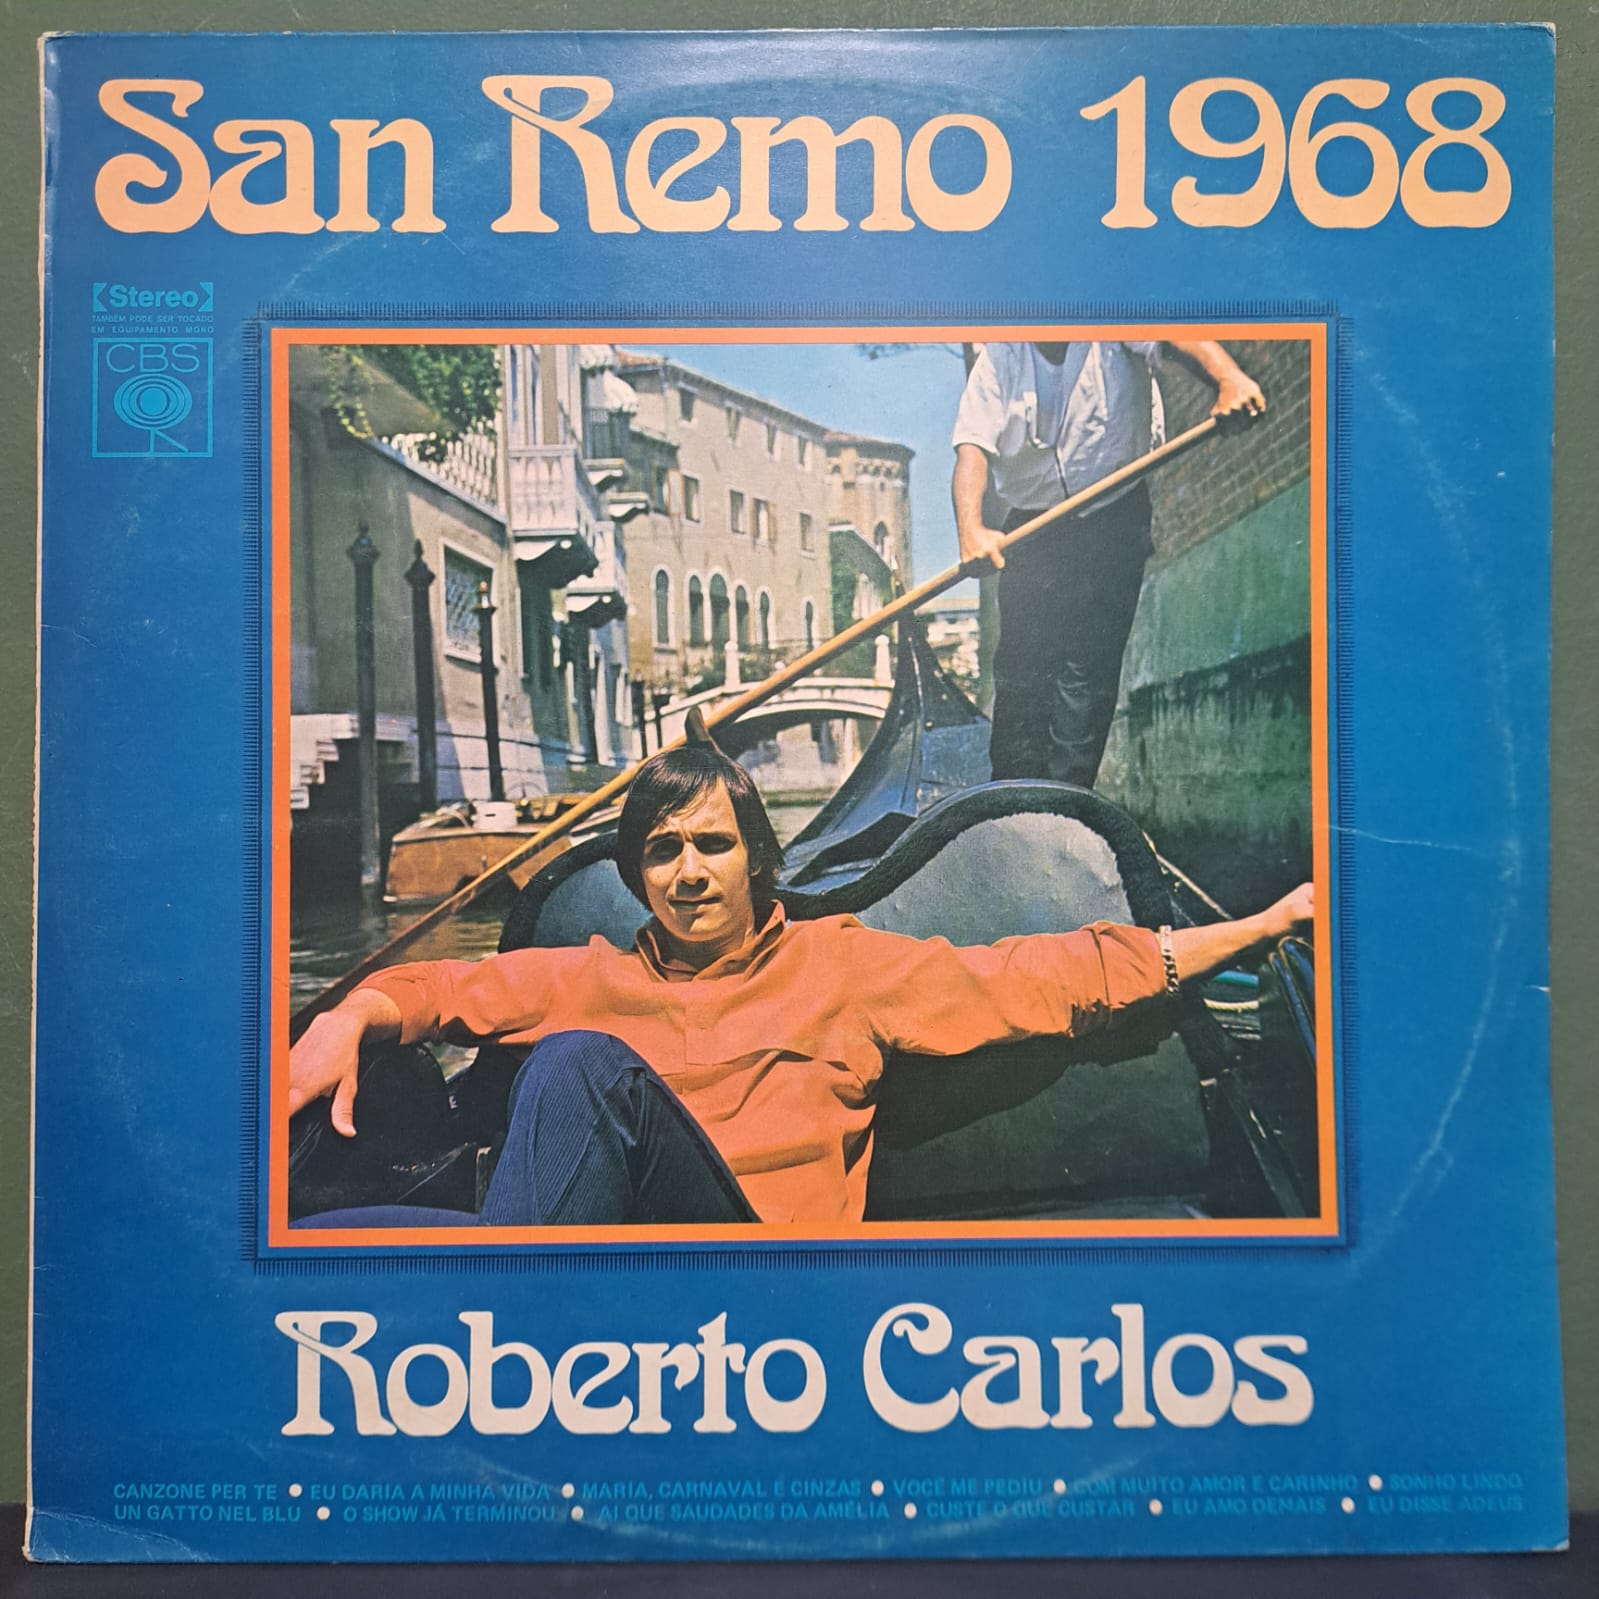 San Remo 1968
Stereo
TAMBÉM PODE SER TOCADO
EM EQUIPAMENTO MONO
CBS
Roberto Carlos
CANZONE PER TE • EU DARIA A MINHA VIDA • MARIA, CARNAVAL E CINZAS • VOCÊ ME PEDIU • COM MUITO AMOR E CARINHO • SONHO LINDO
UN GATTO NEL BLU • O SHOW JÁ TERMINOU • AI QUE SAUDADES DA AMÉLIA • CUSTE O QUE CUSTAR • EU AMO DEMAIS • EU DISSE ADEUS